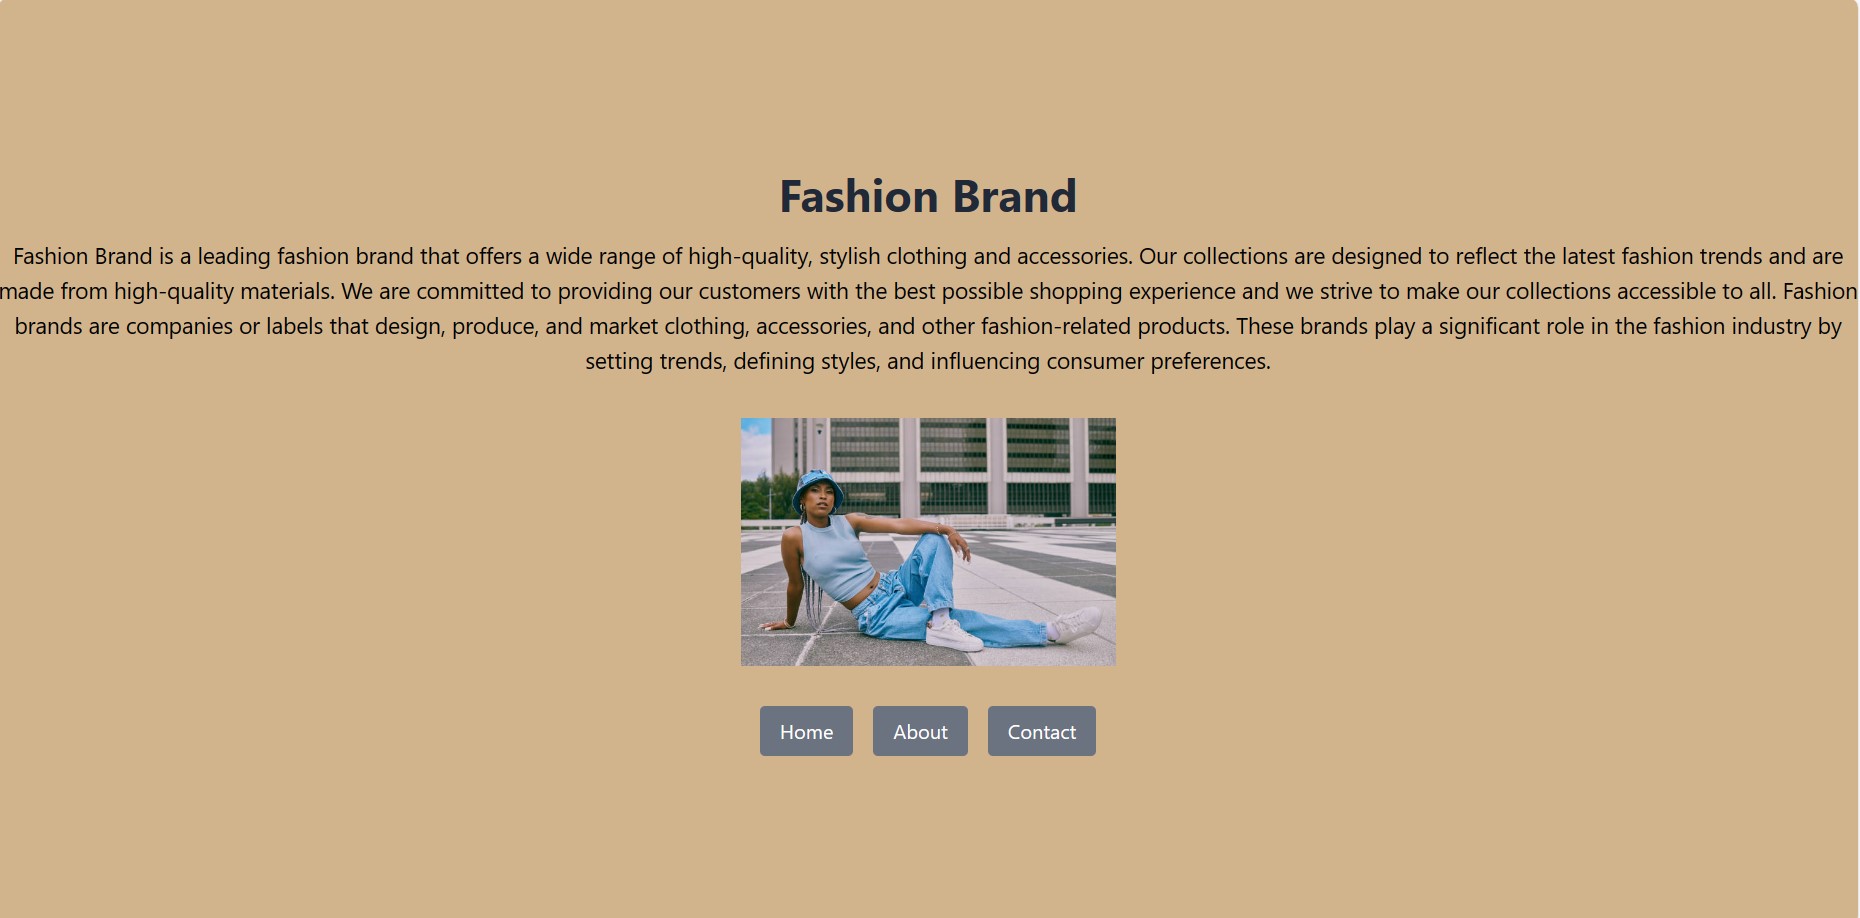 Fashion Brand
Fashion Brand is a leading fashion brand that offers a wide range of high-quality, stylish clothing and accessories. Our collections are designed to reflect the latest fashion trends and are
made from high-quality materials. We are committed to providing our customers with the best possible shopping experience and we strive to make our collections accessible to all. Fashion
brands are companies or labels that design, produce, and market clothing, accessories, and other fashion-related products. These brands play a significant role in the fashion industry by
setting trends, defining styles, and influencing consumer preferences.
Home About Contact